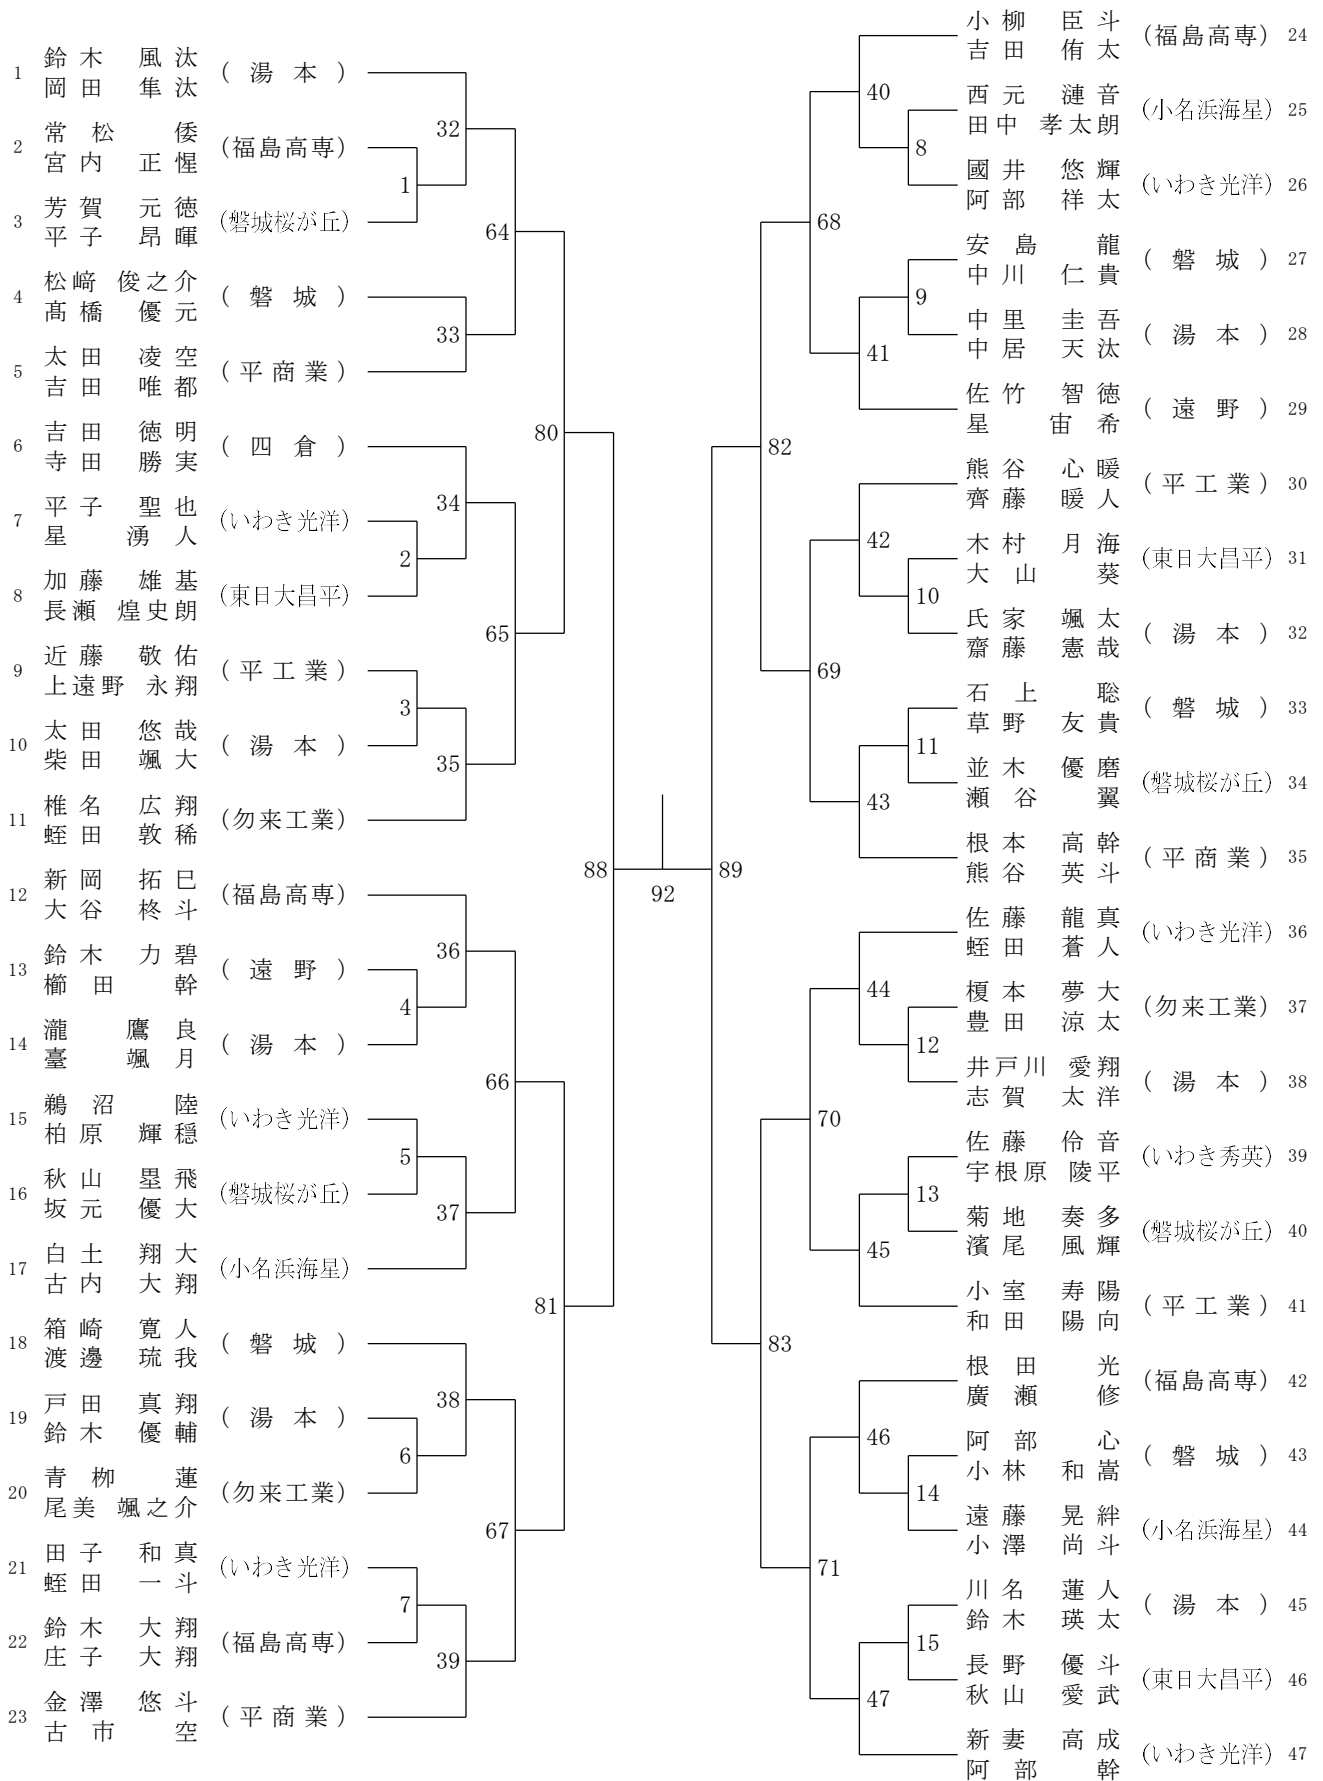 1 鈴木 風汰 (湯本)
岡田 隼汰
2 常松 倭 (福島高専)
宮内 正惺
3 芳賀 元徳 (磐城桜が丘)
平子 昂暉
4 松﨑 俊之介 (磐城)
髙橋 優元
5 太田 凌空 (平商業)
吉田 唯都
6 吉田 徳明 (四倉)
寺田 勝実
7 平子 聖也 (いわき光洋)
星 湧人
8 加藤 雄基 (東日大昌平)
長瀬 煌史朗
9 近藤 敬佑 (平工業)
上遠野 永翔
10 太田 悠哉 (湯本)
柴田 颯大
11 椎名 広翔 (勿来工業)
蛭田 敦稀
12 新岡 拓巳 (福島高専)
大谷 柊斗
13 鈴木 力碧 (遠野)
櫛田 幹
14 瀧 鷹良 (湯本)
臺 颯月
15 鵜沼 陸 (いわき光洋)
柏原 輝穏
16 秋山 塁飛 (磐城桜が丘)
坂元 優大
17 白土 翔大 (小名浜海星)
古内 大翔
18 箱崎 寛人 (磐城)
渡邊 琉我
19 戸田 真翔 (湯本)
鈴木 優輔
20 青栁 蓮 (勿来工業)
尾美 颯之介
21 田子 和真 (いわき光洋)
蛭田 一斗
22 鈴木 大翔 (福島高専)
庄子 大翔
23 金澤 悠斗 (平商業)
古市 空
1
2
3
4
5
6
7
32
33
34
35
36
37
38
39
64
65
66
67
80
81
88
92
89
82
83
68
69
70
71
40
41
42
43
44
45
46
47
8
9
10
11
12
13
14
15
小柳 臣斗 (福島高専) 24
吉田 侑太
西元 漣音 (小名浜海星) 25
田中 孝太朗
國井 悠輝 (いわき光洋) 26
阿部 祥太
安島 龍 (磐城) 27
中川 仁貴
中里 圭吾 (湯本) 28
中居 天汰
佐竹 智徳 (遠野) 29
星 宙希
熊谷 心暖 (平工業) 30
齊藤 暖人
木村 月海 (東日大昌平) 31
大山 葵
氏家 颯太 (湯本) 32
齋藤 憲哉
石上 聡 (磐城) 33
草野 友貴
並木 優磨 (磐城桜が丘) 34
瀬谷 翼
根本 高幹 (平商業) 35
熊谷 英斗
佐藤 龍真 (いわき光洋) 36
蛭田 蒼人
榎本 夢大 (勿来工業) 37
豊田 涼太
井戸川 愛翔 (湯本) 38
志賀 太洋
佐藤 伶音 (いわき秀英) 39
宇根原 陵平
菊地 奏多 (磐城桜が丘) 40
濱尾 風輝
小室 寿陽 (平工業) 41
和田 陽向
根田 光 (福島高専) 42
廣瀬 修
阿部 心 (磐城) 43
小林 和嵩
遠藤 晃絆 (小名浜海星) 44
小澤 尚斗
川名 蓮人 (湯本) 45
鈴木 瑛太
長野 優斗 (東日大昌平) 46
秋山 愛武
新妻 高成 (いわき光洋) 47
阿部 幹